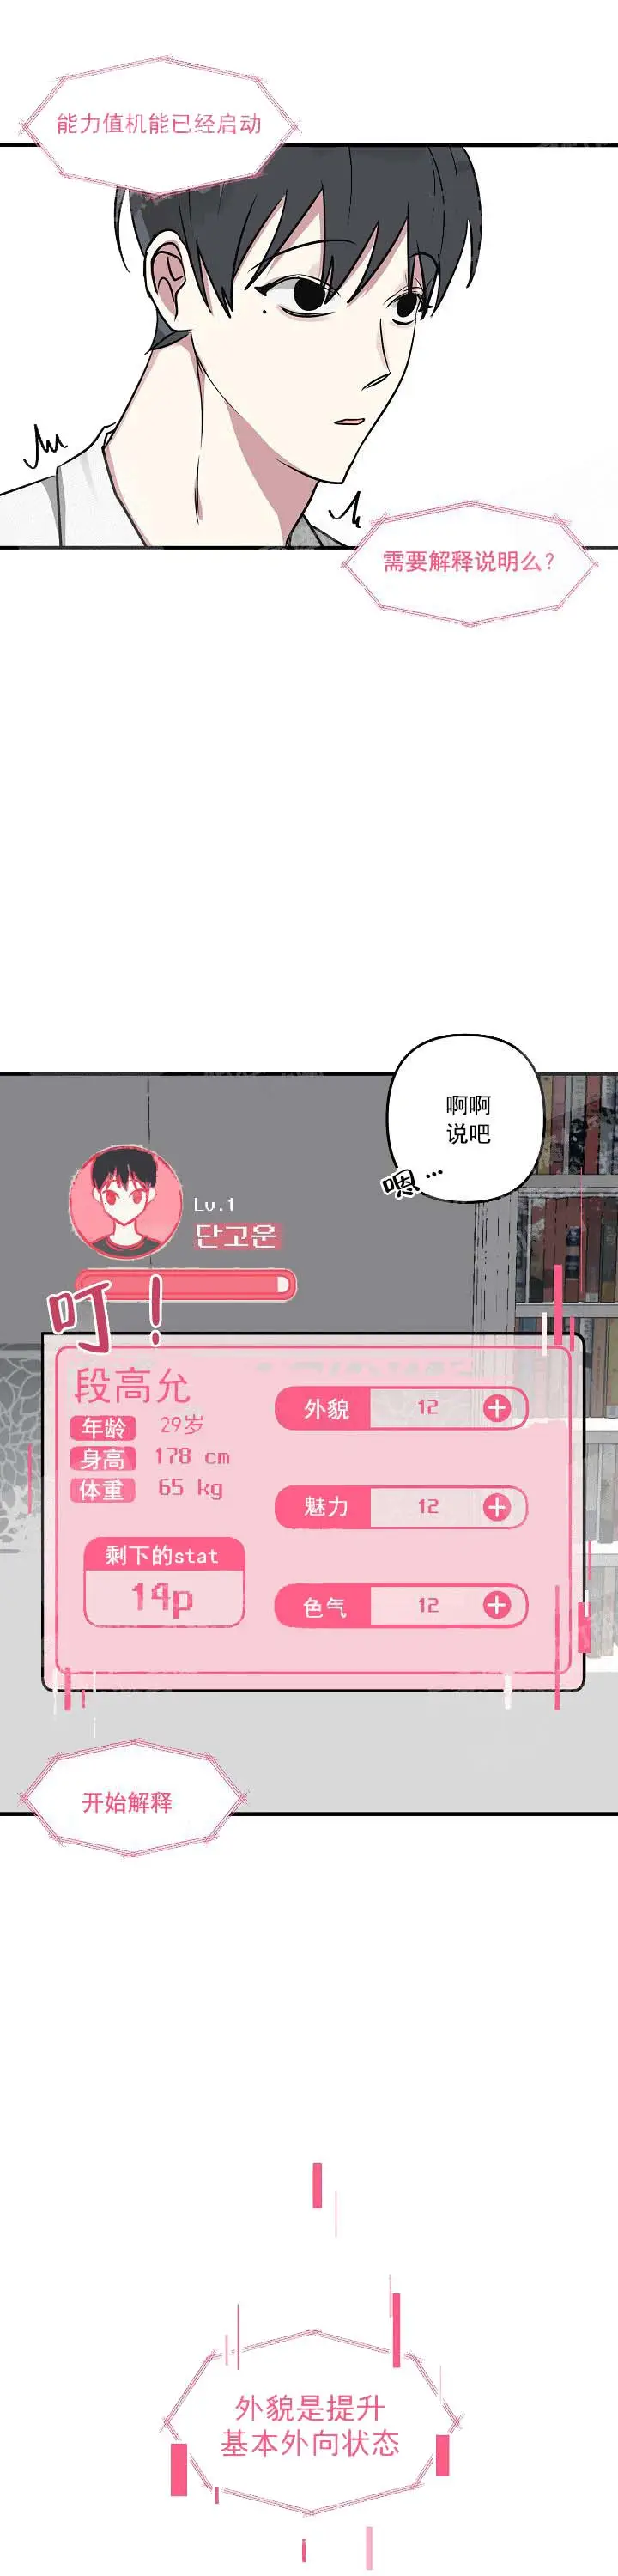 能力值机能已经启动
需要解释说明么?
啊啊
说吧
嗯…
Lv.1
단고운
叮!
段高允
年龄 29岁
身高 178 cm
体重 65 kg
剩下的stat
14p
外貌 12 +
魅力 12 +
色气 12 +
开始解释
外貌是提升
基本外向状态